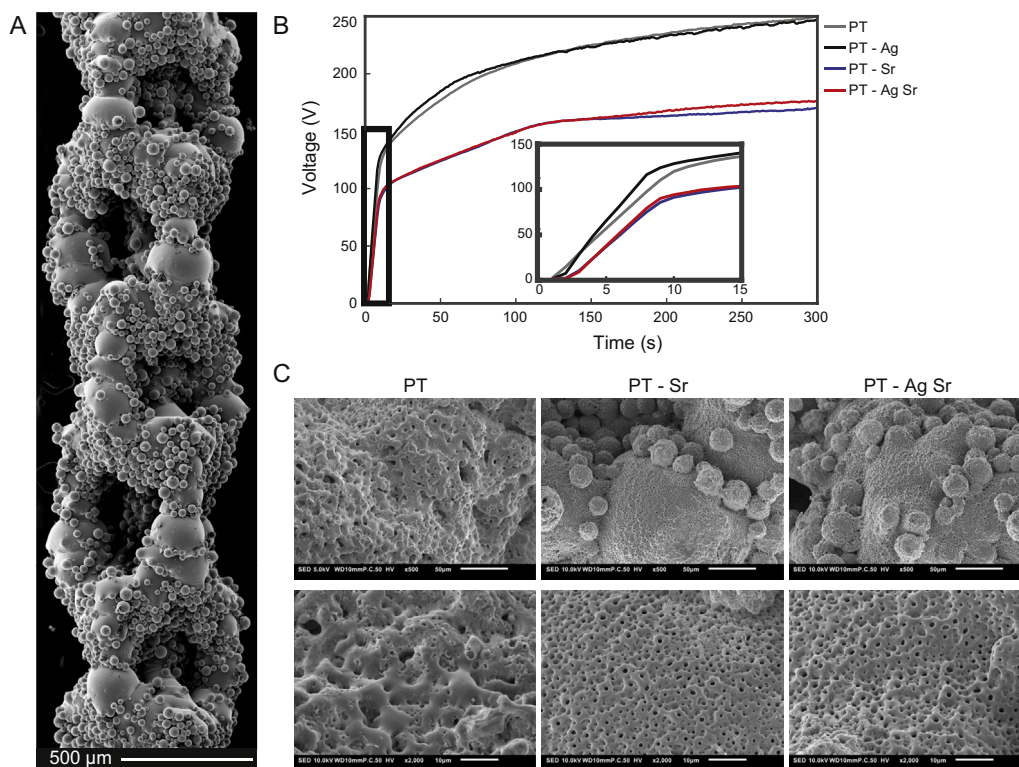 A
500 µm
B
Voltage (V)
250
200
150
100
50
0
0
50
100
150
200
250
300
Time (s)
150
100
50
0
0
5
10
15
PT
PT - Ag
PT - Sr
PT - Ag Sr
C
PT
PT - Sr
PT - Ag Sr
SED 5.0kV WD10mmP.C.50 HV x500 50µm
SED 10.0kV WD10mmP.C.50 HV x500 50µm
SED 10.0kV WD10mmP.C.50 HV x500 50µm
SED 10.0kV WD10mmP.C.50 HV x2,000 10µm
SED 10.0kV WD10mmP.C.50 HV x2,000 10µm
SED 10.0kV WD10mmP.C.50 HV x2,000 10µm